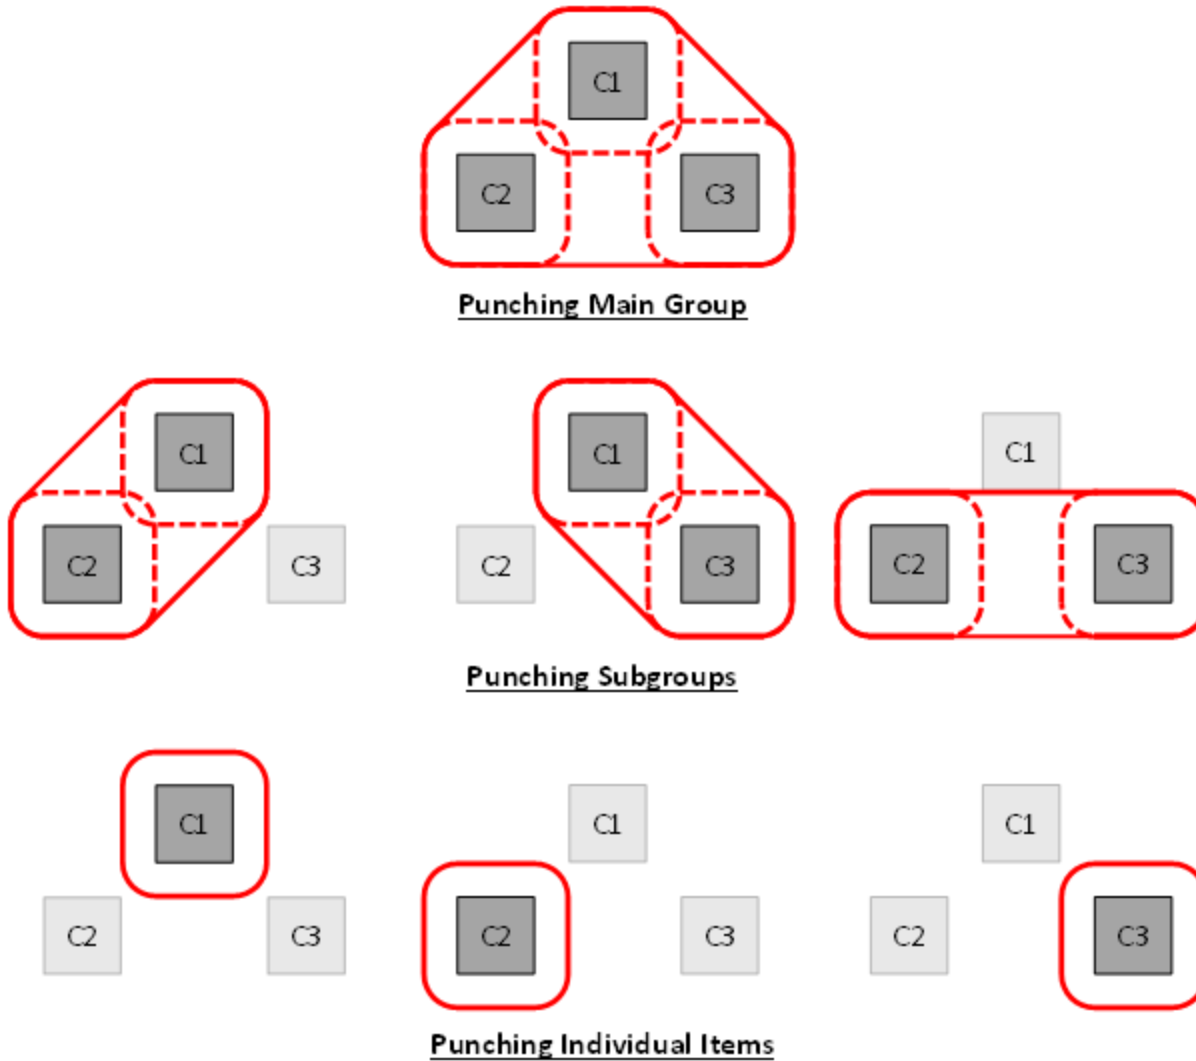 C1
C2 C3
Punching Main Group
C1 C1 C1
C2 C3 C2 C3 C2 C3
Punching Subgroups
C1 C1 C1
C2 C3 C2 C3 C2 C3
Punching Individual Items